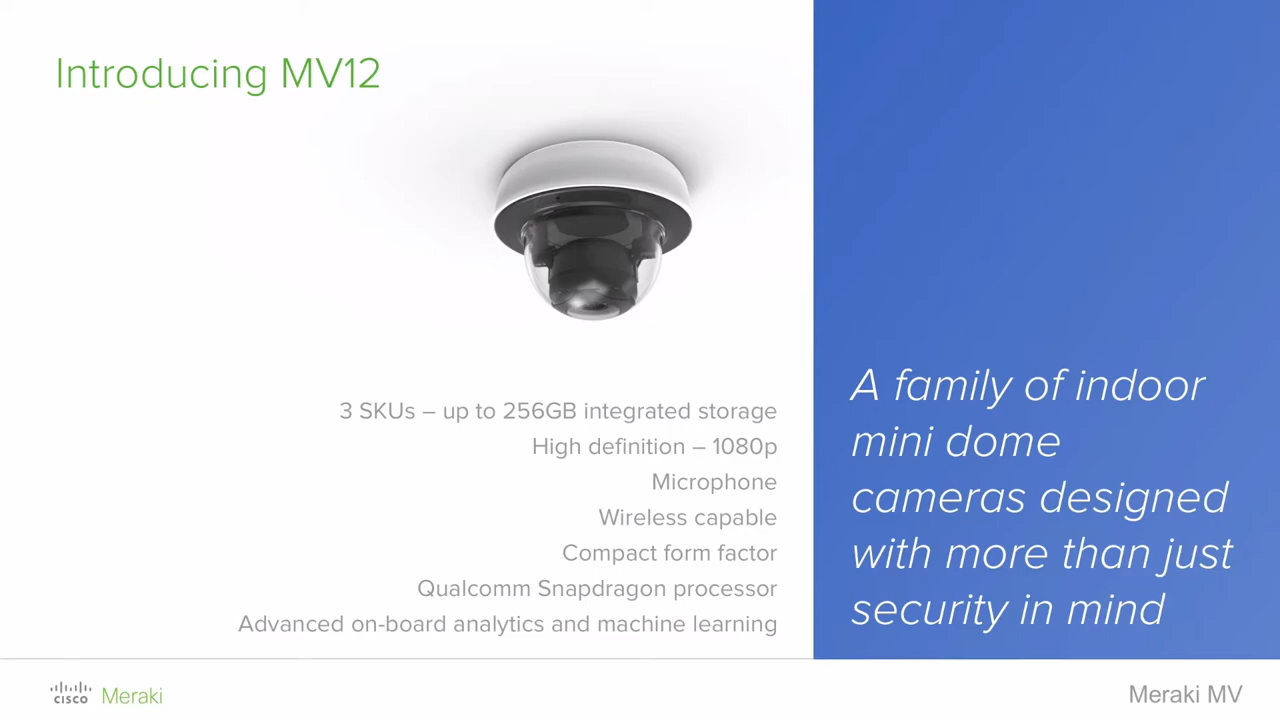 Introducing MV12
3 SKUs – up to 256GB integrated storage
High definition – 1080p
Microphone
Wireless capable
Compact form factor
Qualcomm Snapdragon processor
Advanced on-board analytics and machine learning
A family of indoor
mini dome
cameras designed
with more than just
security in mind
cisco Meraki
Meraki MV